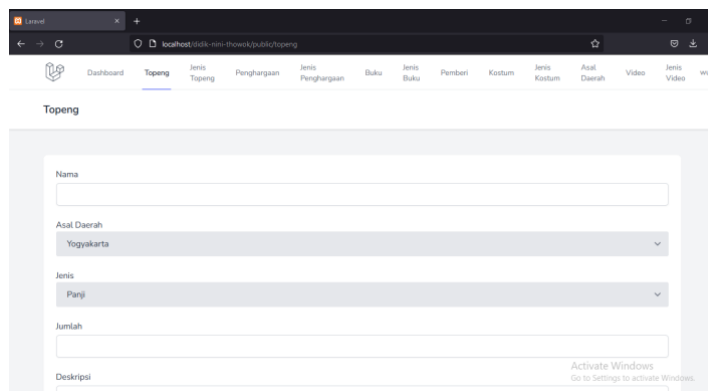 Laravel
localhost/didik-nini-thowok/public/topeng
Dashboard Topeng Jenis Topeng Penghargaan Jenis Penghargaan Buku Jenis Buku Pemberi Kostum Jenis Kostum Asal Daerah Video Jenis Video
Topeng
Nama
Asal Daerah
Yogyakarta
Jenis
Panji
Jumlah
Deskripsi
Activate Windows
Go to Settings to activate Windows.